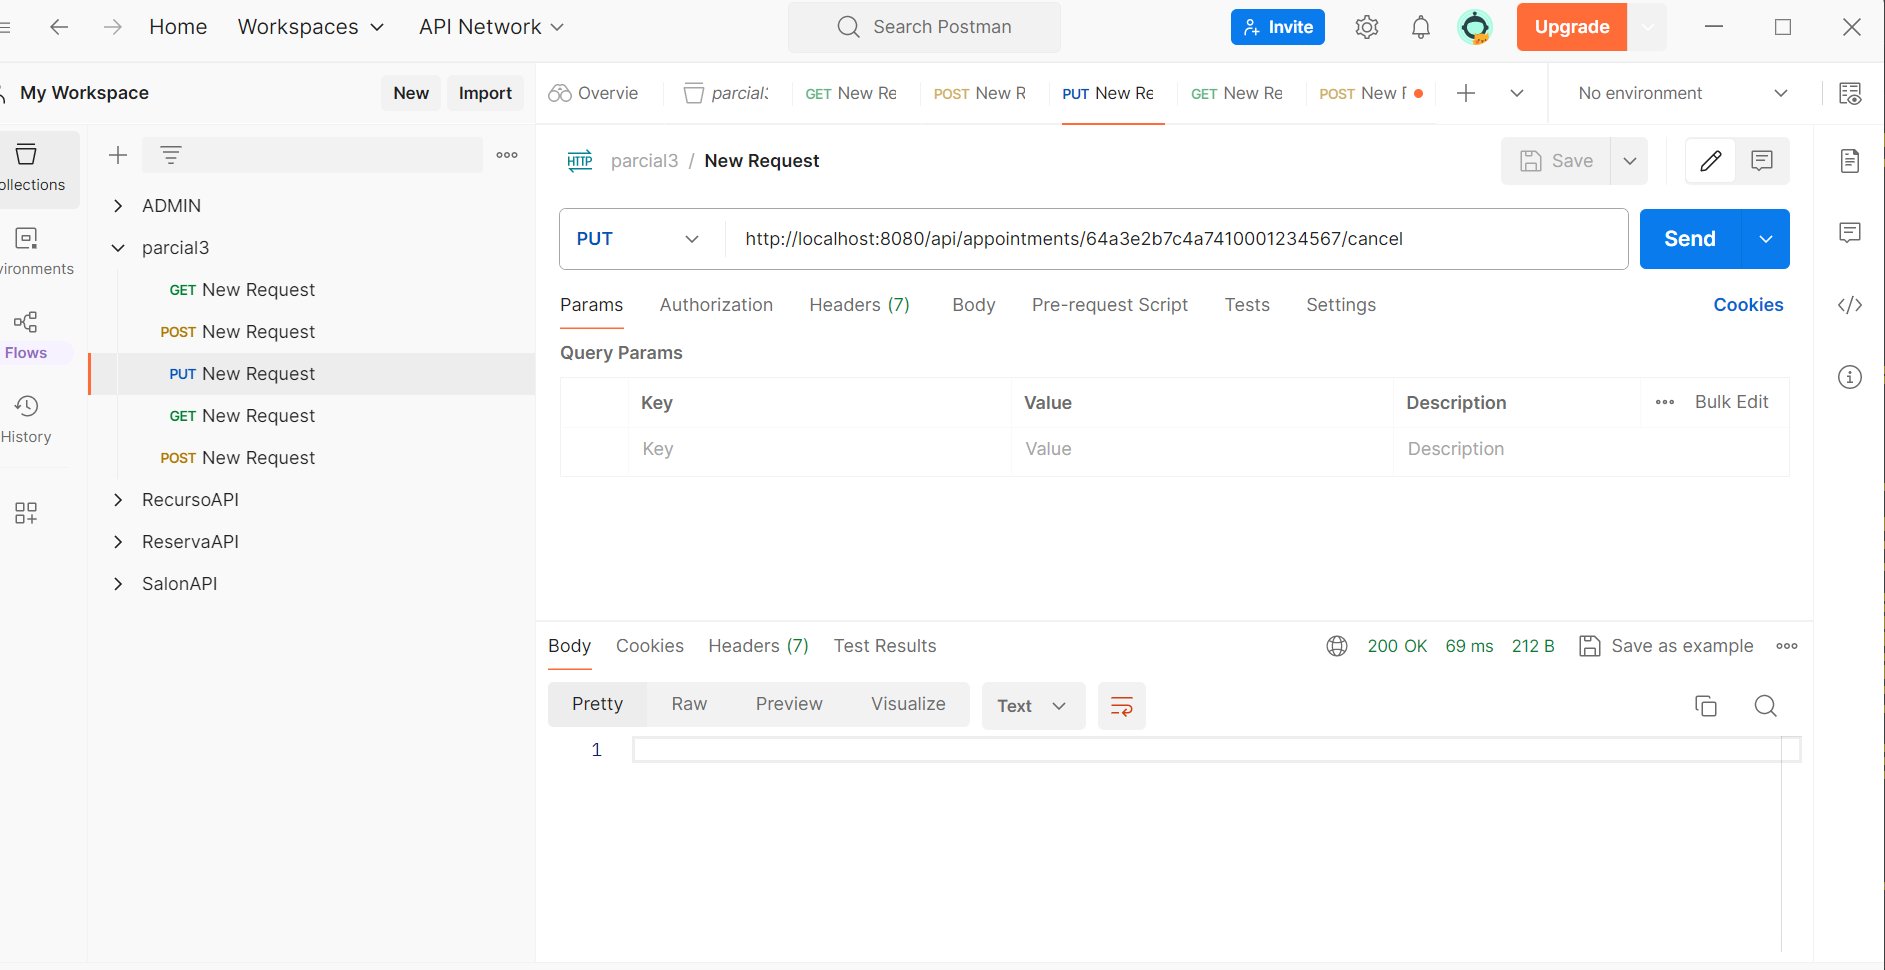 Home Workspaces API Network Search Postman Invite Upgrade
My Workspace New Import Overvie parcial3 GET New Re POST New R PUT New Re GET New Re POST New No environment
ollections
vironments
Flows
History
ADMIN
parcial3
GET New Request
POST New Request
PUT New Request
GET New Request
POST New Request
RecursoAPI
ReservaAPI
SalonAPI
HTTP parcial3 / New Request Save
PUT http://localhost:8080/api/appointments/64a3e2b7c4a7410001234567/cancel Send
Params Authorization Headers (7) Body Pre-request Script Tests Settings Cookies
Query Params
Key Value Description Bulk Edit
Key Value Description
Body Cookies Headers (7) Test Results 200 OK 69 ms 212 B Save as example
Pretty Raw Preview Visualize Text
1